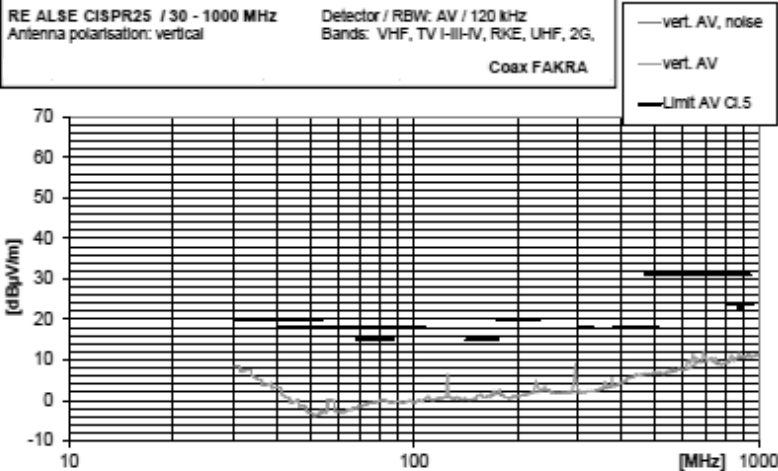 RE ALSE CISPR25 / 30 - 1000 MHz
Antenna polarisation: vertical
Detector / RBW: AV / 120 kHz
Bands: VHF, TV I-III-IV, RKE, UHF, 2G,
Coax FAKRA
vert. AV, noise
vert. AV
Limit AV Cl.5
70
60
50
40
30
20
10
0
-10
[dBµV/m]
10
100
[MHz]
1000